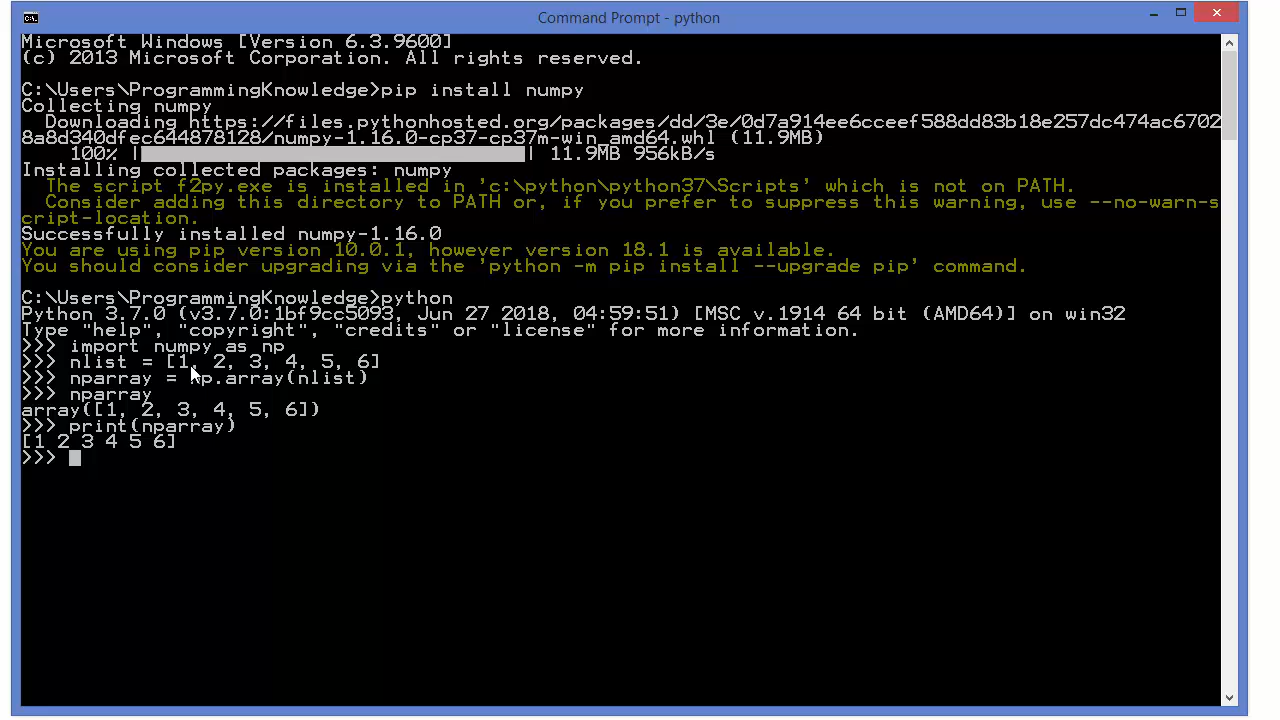 Command Prompt - python
Microsoft Windows [Version 6.3.9600]
(c) 2013 Microsoft Corporation. All rights reserved.
C:\Users\ProgrammingKnowledge>pip install numpy
Collecting numpy
Downloading https://files.pythonhosted.org/packages/dd/3e/0d7a914ee6cceef588dd83b18e257dc474ac6702
8a8d340dfec644878128/numpy-1.16.0-cp37-cp37m-win_amd64.whl (11.9MB)
100% |████████████████████████████████| 11.9MB 956kB/s
Installing collected packages: numpy
The script f2py.exe is installed in 'c:\python\python37\Scripts' which is not on PATH.
Consider adding this directory to PATH or, if you prefer to suppress this warning, use --no-warn-s
cript-location.
Successfully installed numpy-1.16.0
You are using pip version 10.0.1, however version 18.1 is available.
You should consider upgrading via the 'python -m pip install --upgrade pip' command.
C:\Users\ProgrammingKnowledge>python
Python 3.7.0 (v3.7.0:1bf9cc5093, Jun 27 2018, 04:59:51) [MSC v.1914 64 bit (AMD64)] on win32
Type "help", "copyright", "credits" or "license" for more information.
>>> import numpy as np
>>> nlist = [1, 2, 3, 4, 5, 6]
>>> nparray = np.array(nlist)
>>> nparray
array([1, 2, 3, 4, 5, 6])
>>> print(nparray)
[1 2 3 4 5 6]
>>>